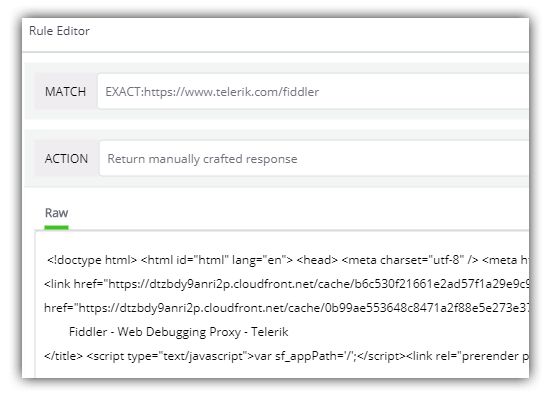 Rule Editor
MATCH EXACT:https://www.telerik.com/fiddler
ACTION Return manually crafted response
Raw
<!doctype html> <html id="html" lang="en"> <head> <meta charset="utf-8" /> <meta
<link href="https://dtzbdy9anri2p.cloudfront.net/cache/b6c530f21661e2ad57f1a29e9c9
href="https://dtzbdy9anri2p.cloudfront.net/cache/0b99ae553648c8471a2f88e5e273e37
Fiddler - Web Debugging Proxy - Telerik
</title> <script type="text/javascript">var sf_appPath='/';</script><link rel="prerender p